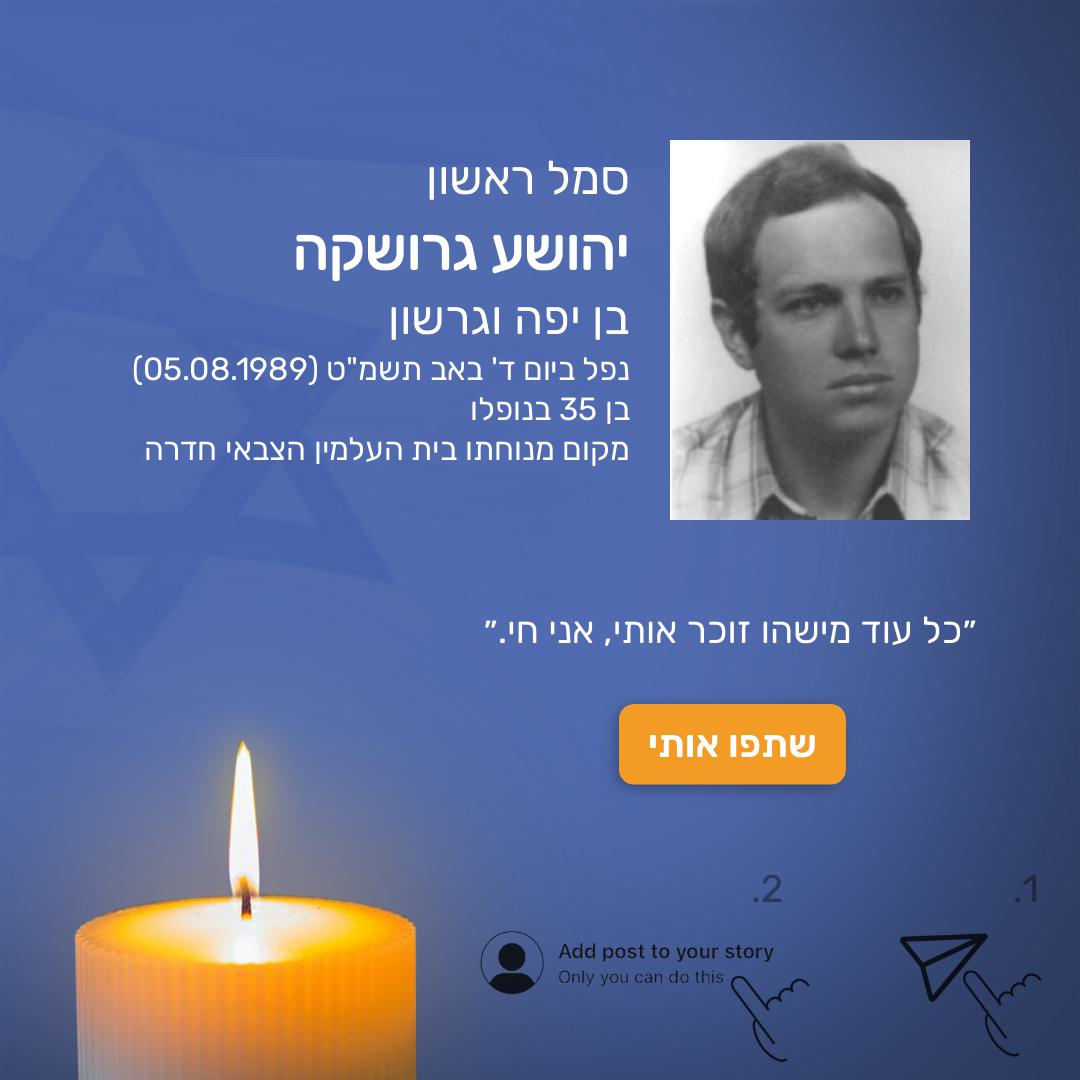 סמל ראשון
יהושע גרושקה
בן יפה וגרשון
נפל ביום ד' באב תשמ"ט (05.08.1989)
בן 35 בנופלו
מקום מנוחתו בית העלמין הצבאי חדרה
״כל עוד מישהו זוכר אותי, אני חי.״
שתפו אותי
1.
2.
Add post to your story
Only you can do this